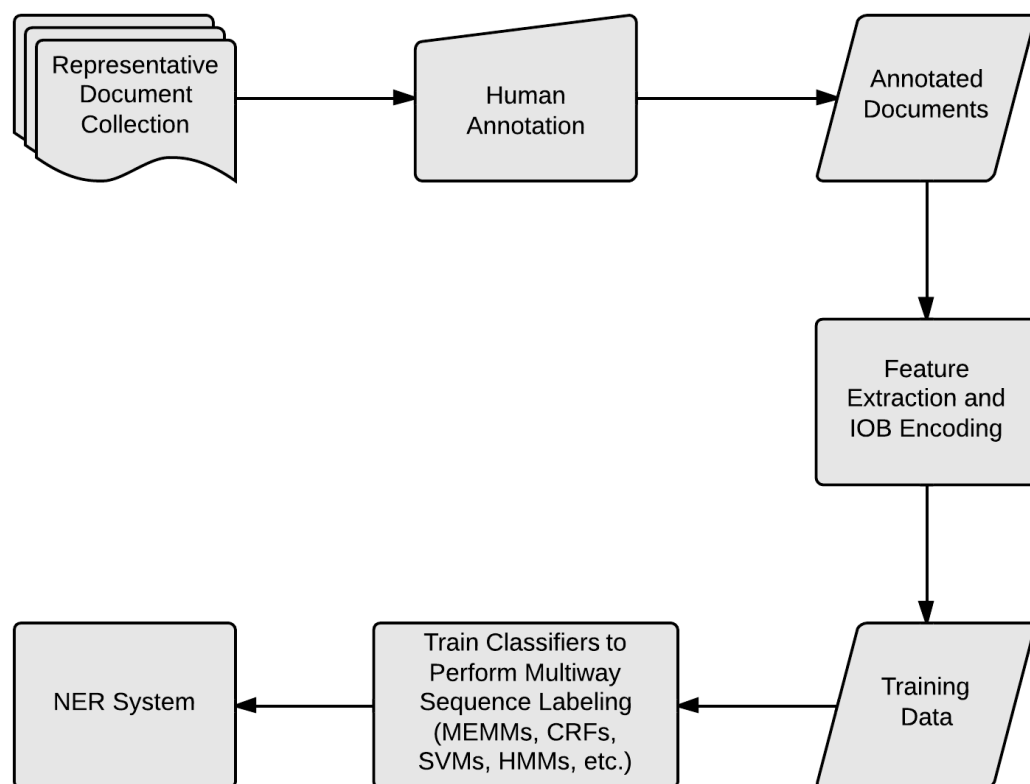 Representative
Document
Collection
Human
Annotation
Annotated
Documents
Feature
Extraction and
IOB Encoding
Training
Data
Train Classifiers to
Perform Multiway
Sequence Labeling
(MEMMs, CRFs,
SVMs, HMMs, etc.)
NER System